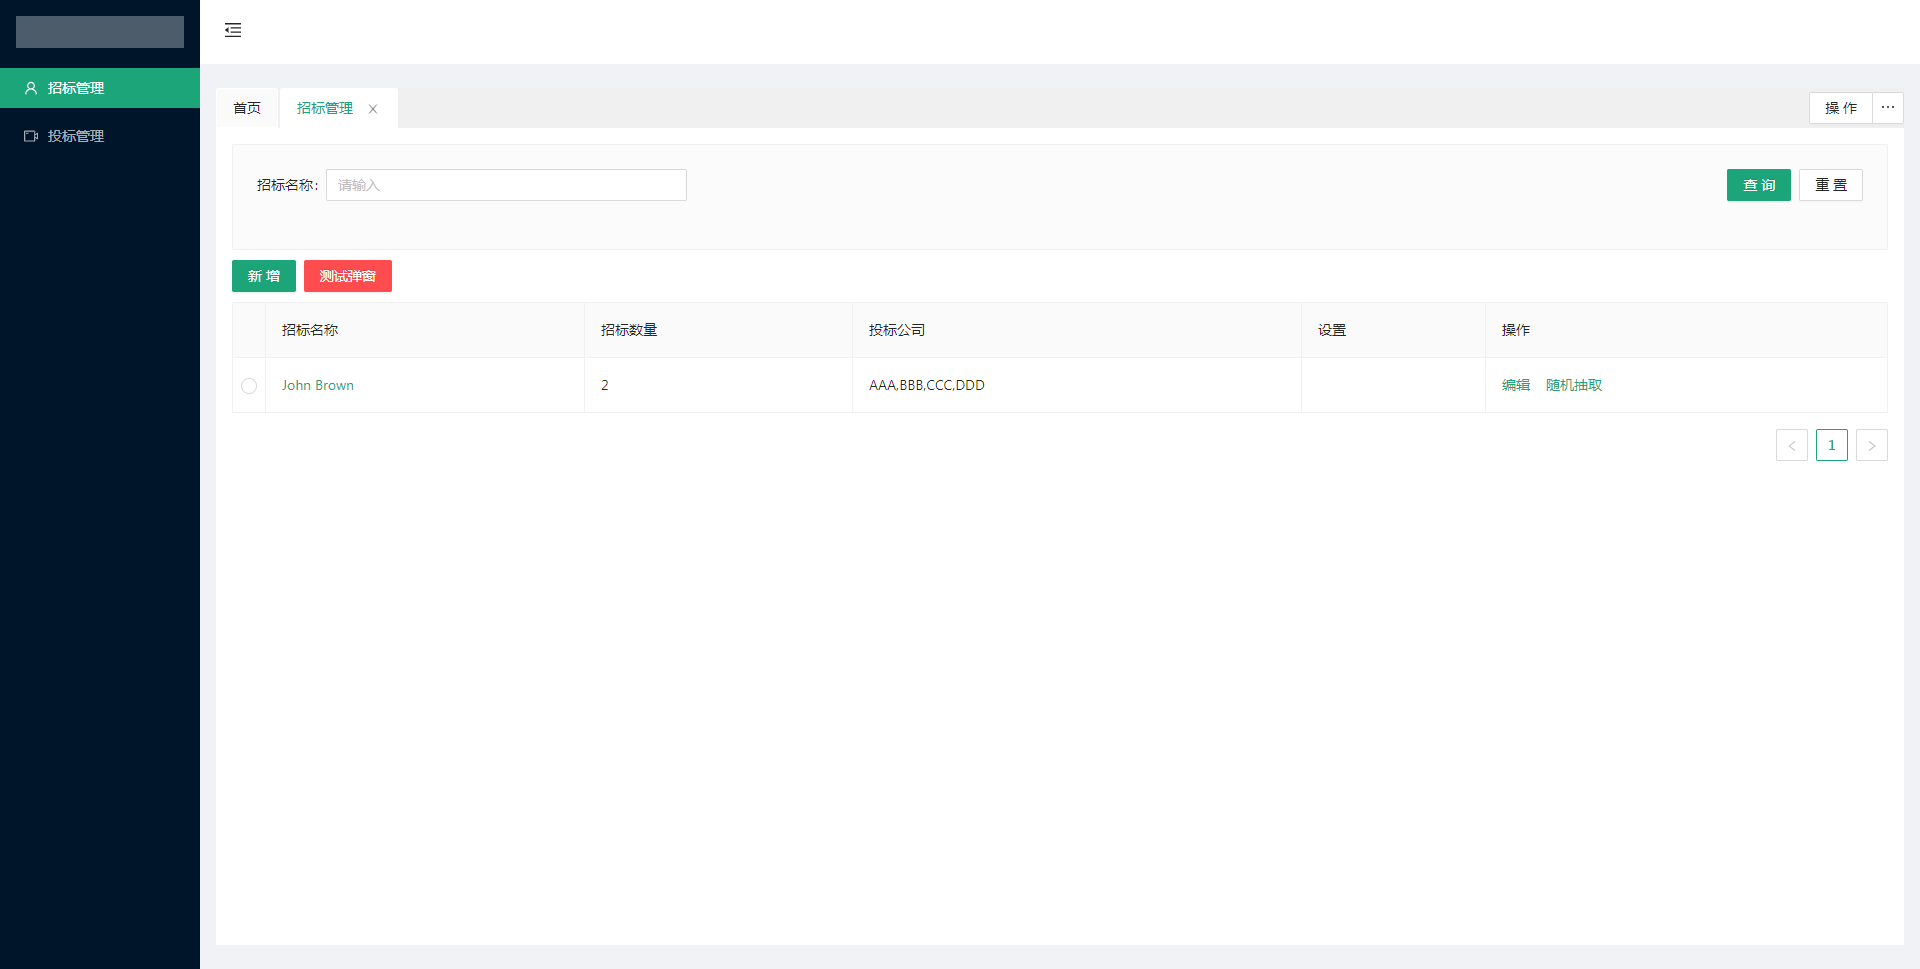 招标管理
投标管理
首页
招标管理
操 作
···
招标名称：
请输入
查 询
重 置
新 增
测试弹窗
招标名称
招标数量
投标公司
设置
操作
John Brown
2
AAA,BBB,CCC,DDD
编辑
随机抽取
<
1
>